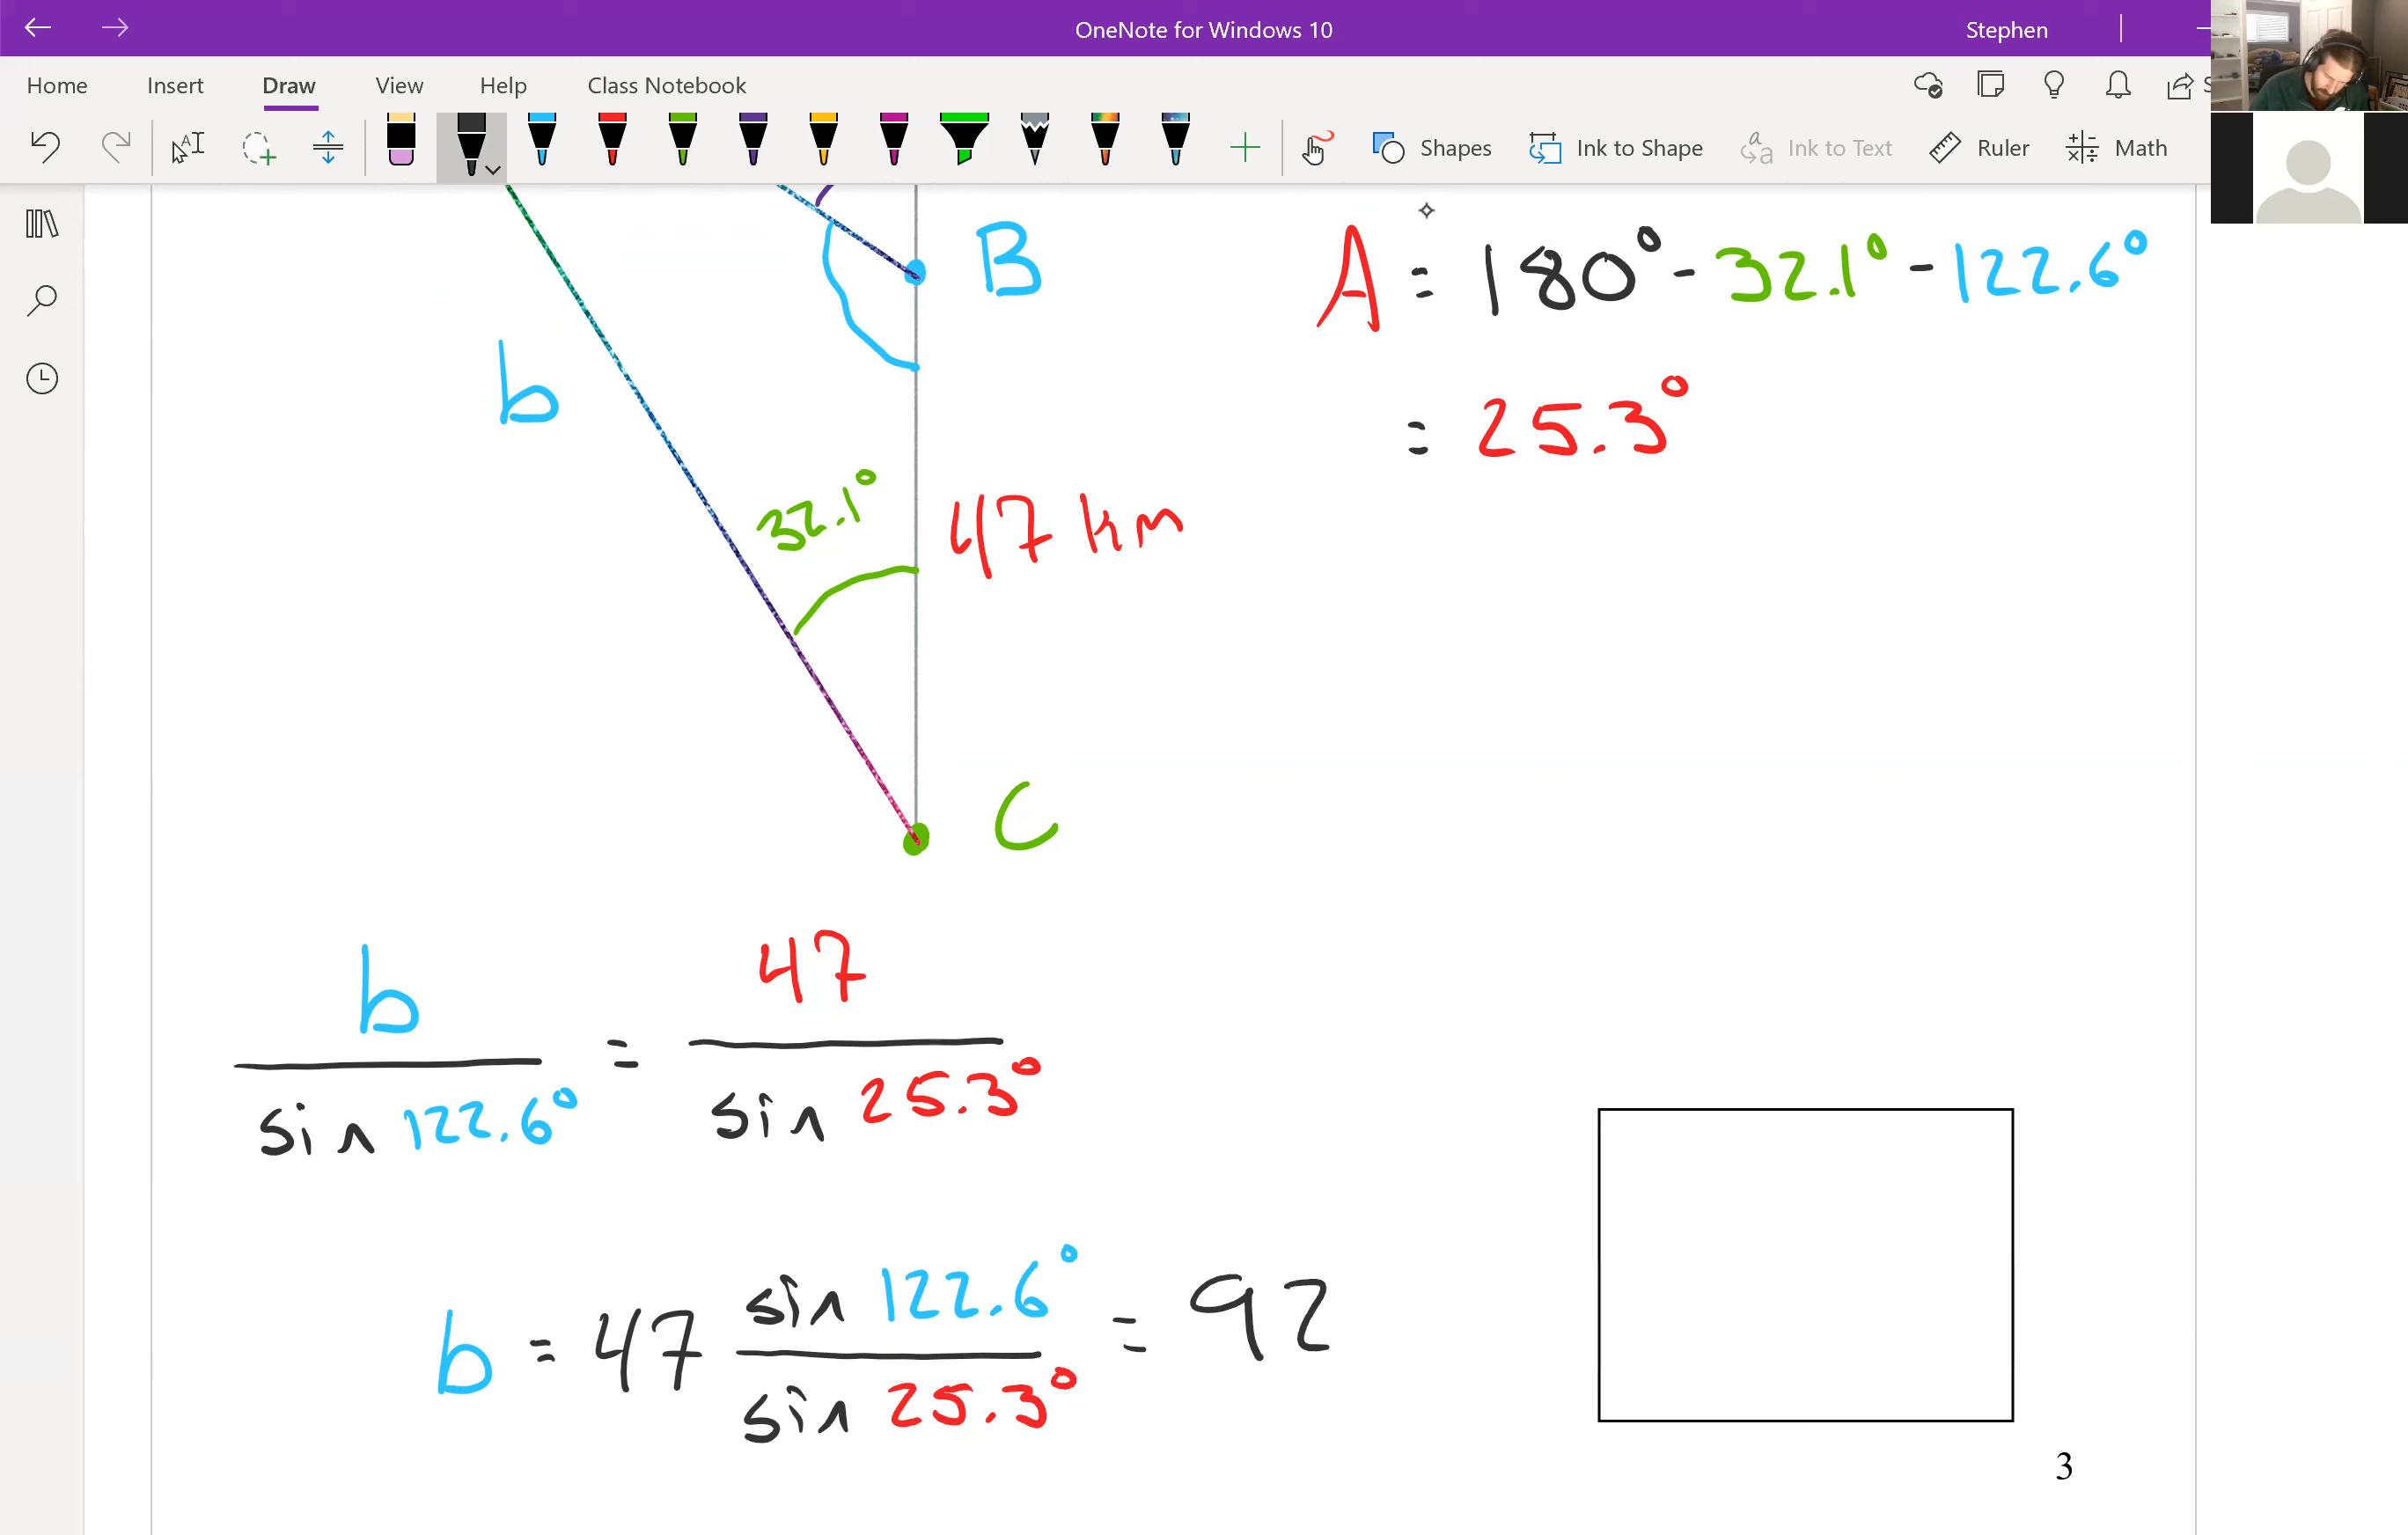 OneNote for Windows 10
Stephen
Home Insert Draw View Help Class Notebook
Shapes Ink to Shape Ink to Text Ruler Math
B
A = 180° - 32.1° - 122.6°
b
= 25.3°
32.1°
47 km
C
b / sin 122.6° = 47 / sin 25.3°
b = 47 sin 122.6° / sin 25.3° = 92
3